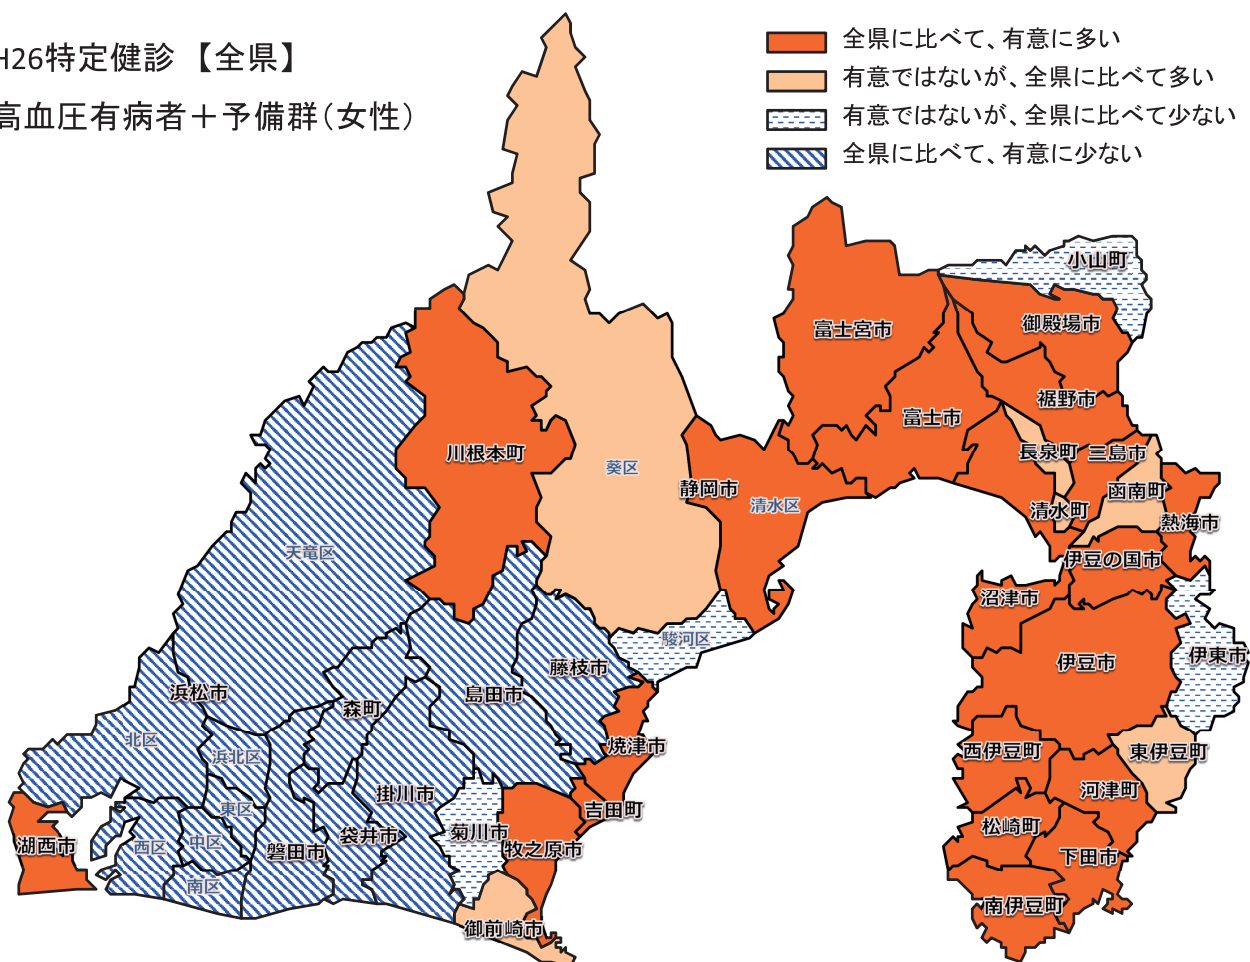 H26特定健診 【全県】
高血圧有病者＋予備群（女性）
全県に比べて、有意に多い
有意ではないが、全県に比べて多い
有意ではないが、全県に比べて少ない
全県に比べて、有意に少ない
小山町
富士宮市
御殿場市
裾野市
富士市
川根本町
長泉町
三島市
葵区
静岡市
清水区
函南町
清水町
熱海市
天竜区
伊豆の国市
沼津市
駿河区
伊豆市
伊東市
藤枝市
浜松市
島田市
森町
北区
浜北区
焼津市
西伊豆町
東伊豆町
掛川市
河津町
東区
吉田町
湖西市
西区
中区
磐田市
袋井市
菊川市
牧之原市
松崎町
下田市
南区
御前崎市
南伊豆町